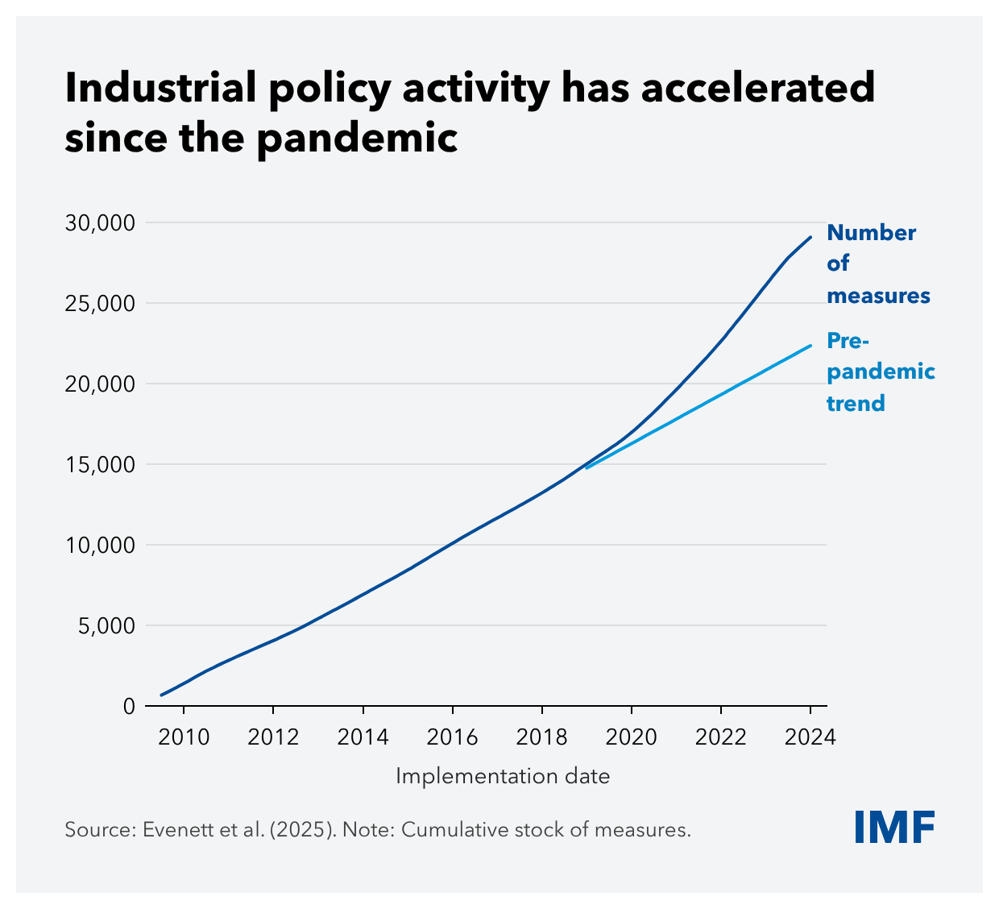 Industrial policy activity has accelerated
since the pandemic
30,000
25,000
20,000
15,000
10,000
5,000
0
Number
of
measures
Pre-
pandemic
trend
2010 2012 2014 2016 2018 2020 2022 2024
Implementation date
Source: Evenett et al. (2025). Note: Cumulative stock of measures.
IMF